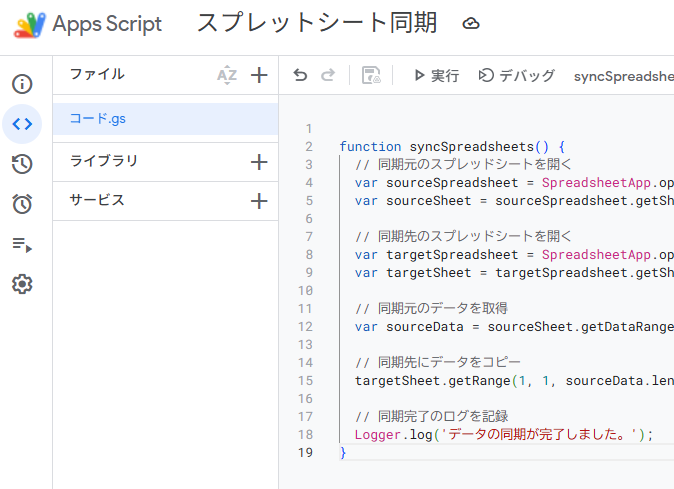 Apps Script スプレットシート同期
ファイル AZ
コード.gs
ライブラリ
サービス
実行 デバッグ syncSpreadshe
1
2 function syncSpreadsheets() {
3 // 同期元のスプレッドシートを開く
4 var sourceSpreadsheet = SpreadsheetApp.op
5 var sourceSheet = sourceSpreadsheet.getSh
6
7 // 同期先のスプレッドシートを開く
8 var targetSpreadsheet = SpreadsheetApp.op
9 var targetSheet = targetSpreadsheet.getSh
10
11 // 同期元のデータを取得
12 var sourceData = sourceSheet.getDataRange
13
14 // 同期先にデータをコピー
15 targetSheet.getRange(1, 1, sourceData.len
16
17 // 同期完了のログを記録
18 Logger.log('データの同期が完了しました。');
19 }